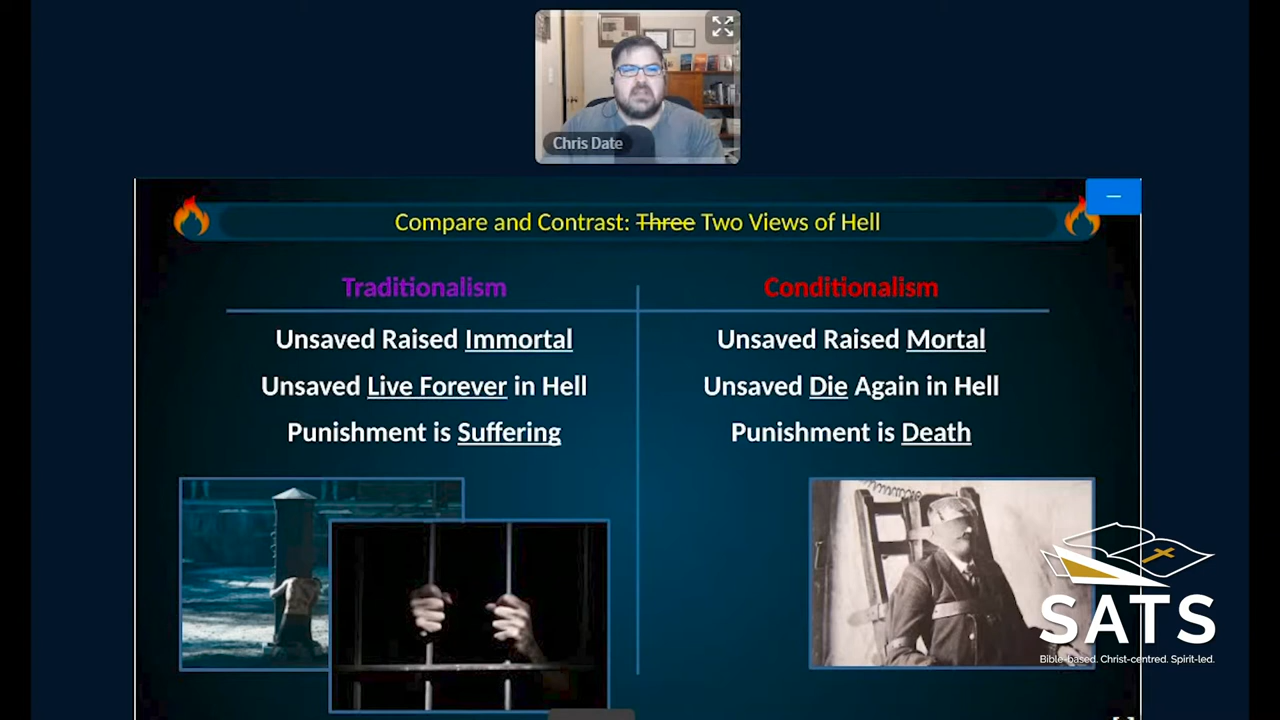 Chris Date
Compare and Contrast: Three Two Views of Hell
Traditionalism
Unsaved Raised Immortal
Unsaved Live Forever in Hell
Punishment is Suffering
Conditionalism
Unsaved Raised Mortal
Unsaved Die Again in Hell
Punishment is Death
SATS
Bible-based. Christ-centred. Spirit-led.